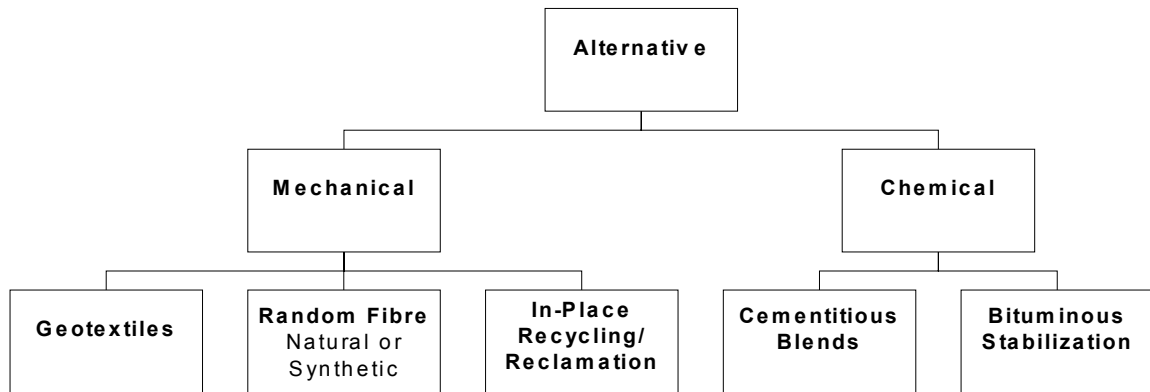 Alternative
Mechanical
Chemical
Geotextiles
Random Fibre
Natural or
Synthetic
In-Place
Recycling/
Reclamation
Cementitious
Blends
Bituminous
Stabilization